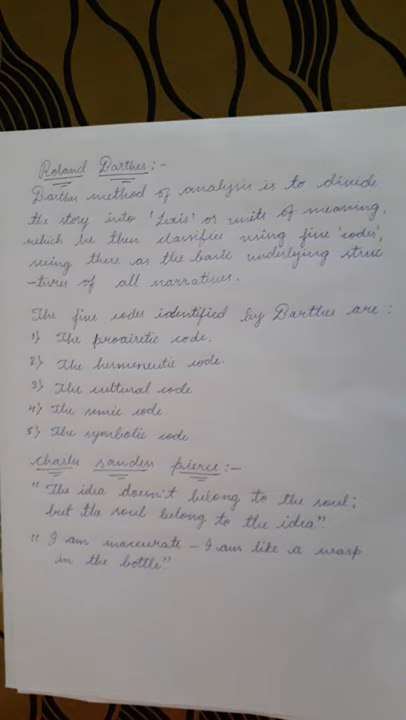 Roland Barthes:-
Barthes method of analysis is to divide
the story into 'Lexis' or units of meaning,
which he then classifies using five 'codes',
seeing there as the basic underlying struc
-tures of all narratives.
The five codes identified by Barthes are:
1) The proairetic code.
2) The hermeneutic code.
3) The cultural code
4) The semic code
5) The symbolic code
Charles sanders pierce:-
"The idea doesn't belong to the soul;
but the soul belong to the idea".
"I am inaccurate - I am like a wasp
in the bottle".